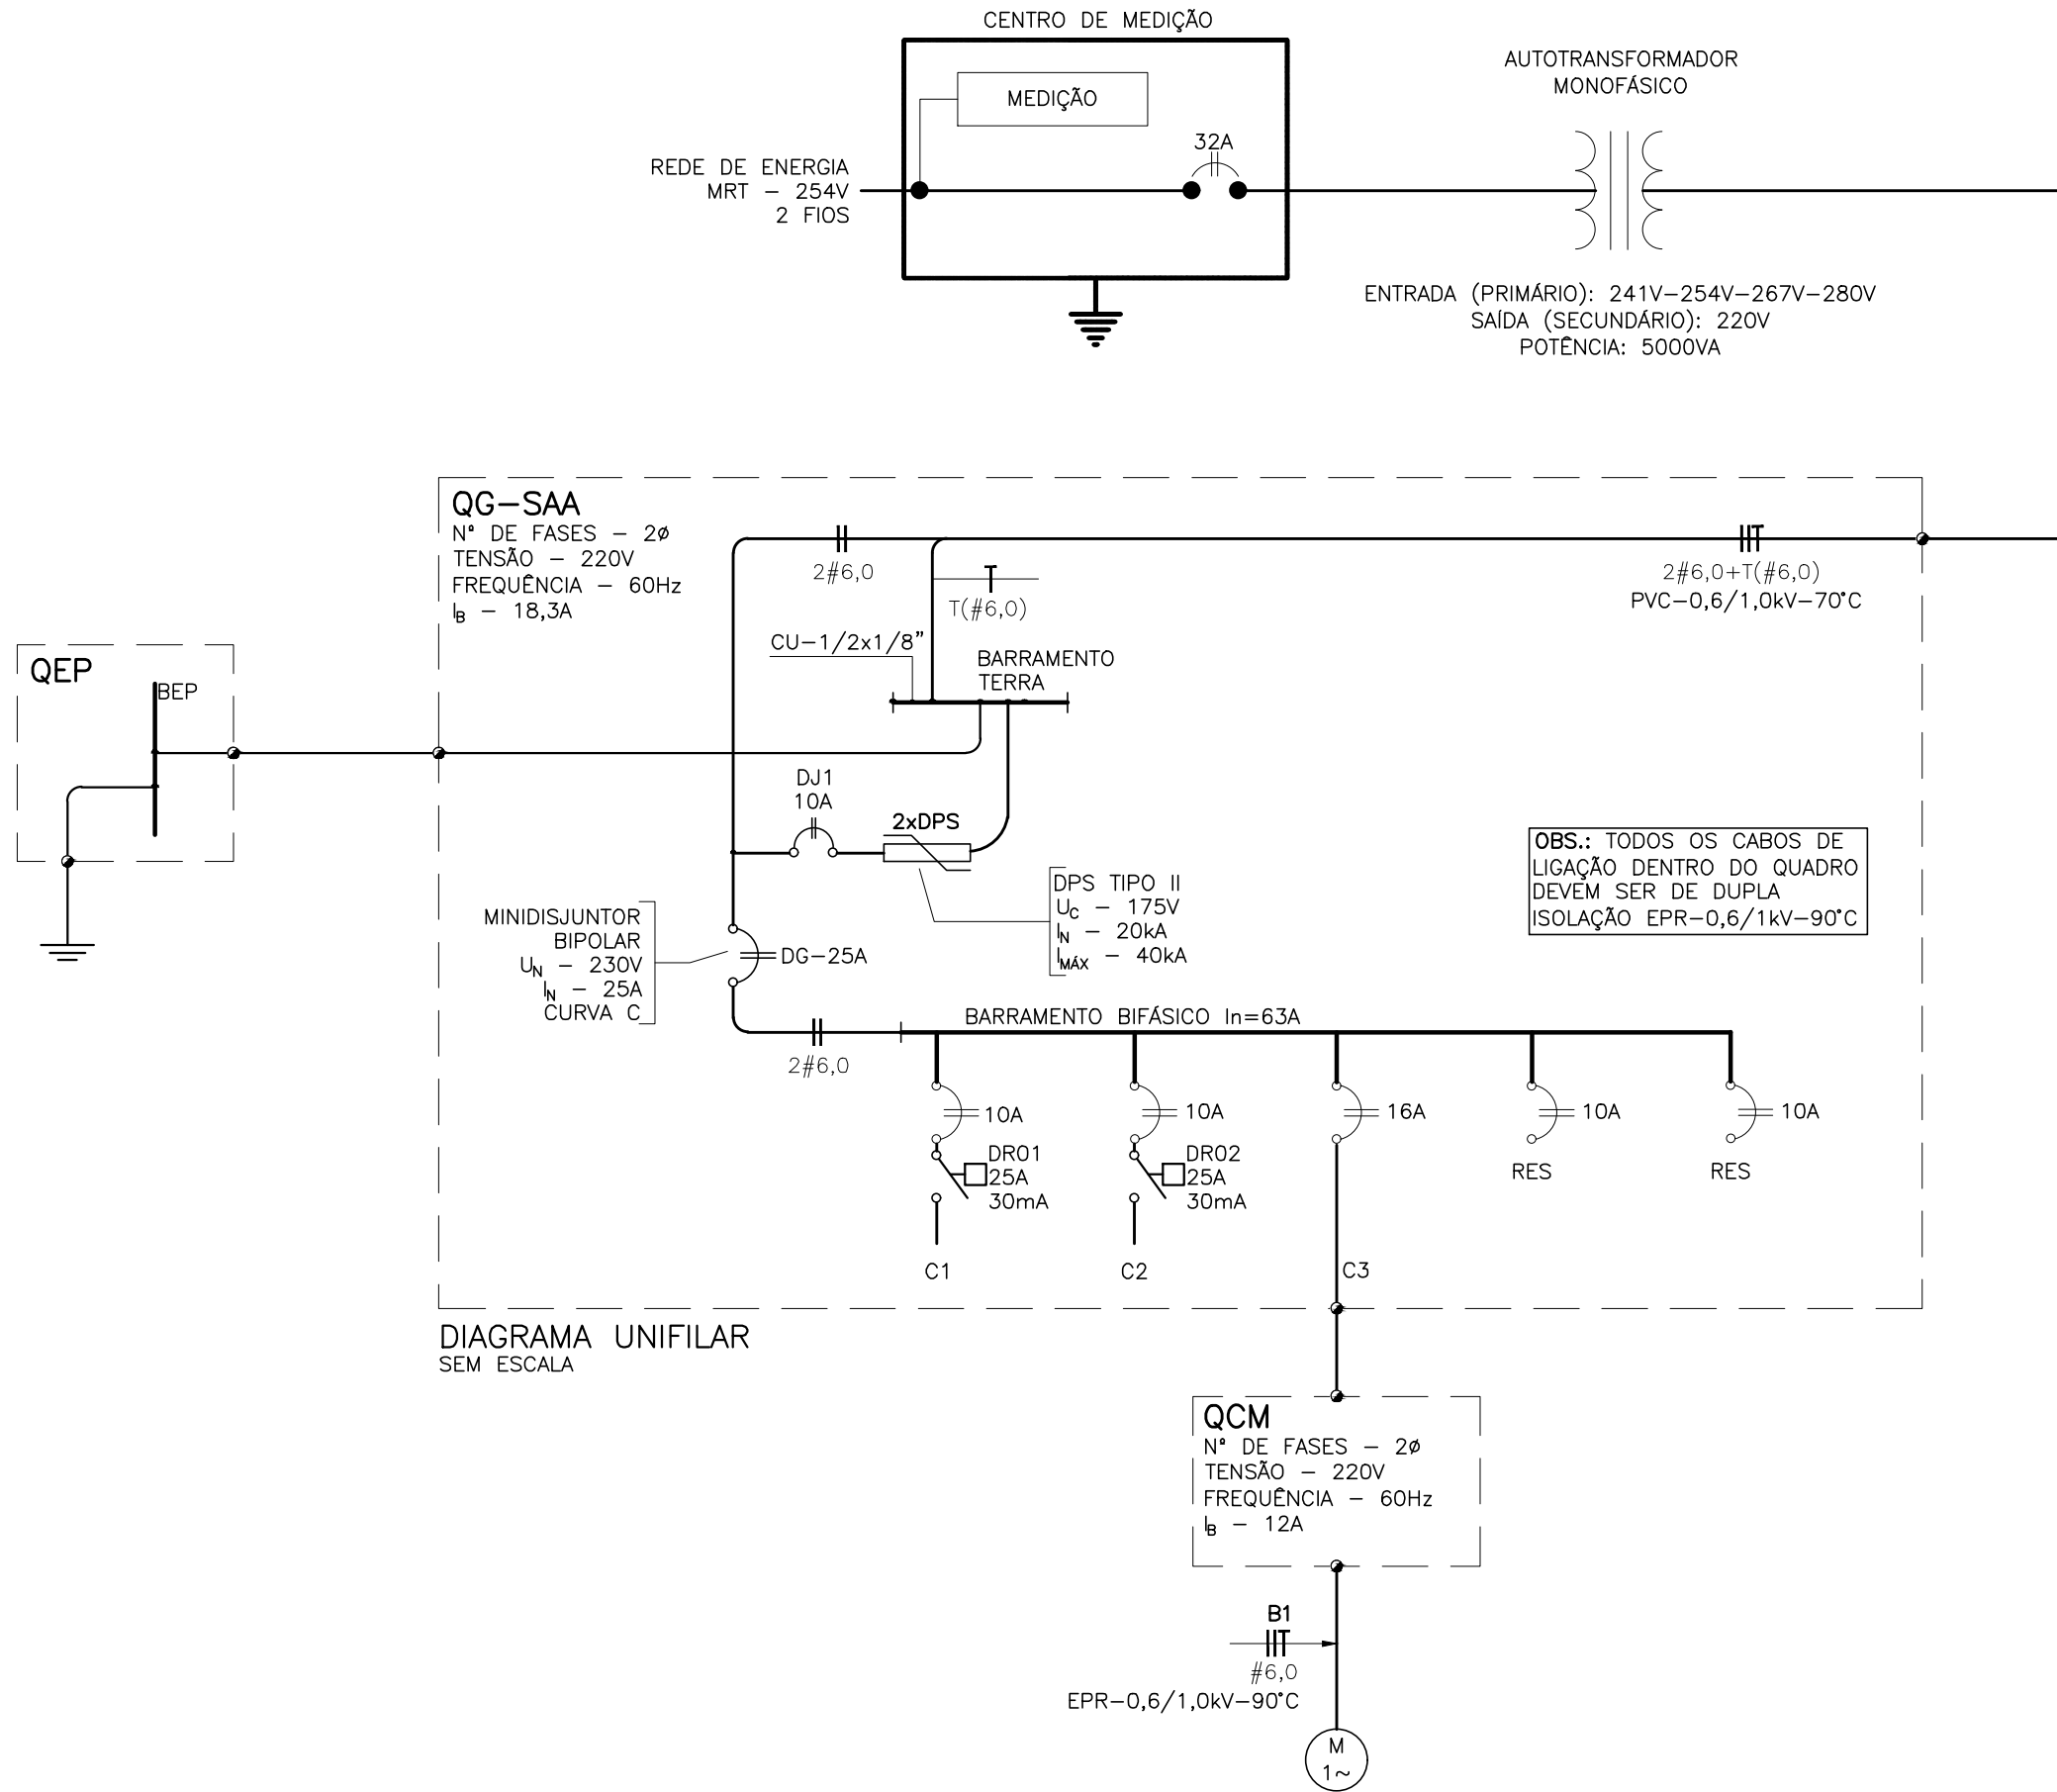 CENTRO DE MEDIÇÃO
MEDIÇÃO
32A
REDE DE ENERGIA
MRT – 254V
2 FIOS
AUTOTRANSFORMADOR
MONOFÁSICO
ENTRADA (PRIMÁRIO): 241V–254V–267V–280V
SAÍDA (SECUNDÁRIO): 220V
POTÊNCIA: 5000VA
QG–SAA
Nº DE FASES – 2ø
TENSÃO – 220V
FREQUÊNCIA – 60Hz
IB – 18,3A
2#6,0
T
T(#6,0)
T
2#6,0+T(#6,0)
PVC–0,6/1,0kV–70°C
CU–1/2x1/8”
BARRAMENTO
TERRA
QEP
BEP
DJ1
10A
2xDPS
DPS TIPO II
UC – 175V
IN – 20kA
IMÁX – 40kA
OBS.: TODOS OS CABOS DE
LIGAÇÃO DENTRO DO QUADRO
DEVEM SER DE DUPLA
ISOLAÇÃO EPR–0,6/1kV–90°C
MINIDISJUNTOR
BIPOLAR
UN – 230V
IN – 25A
CURVA C
DG–25A
BARRAMENTO BIFÁSICO In=63A
2#6,0
10A
10A
16A
10A
10A
DR01
25A
30mA
DR02
25A
30mA
RES
RES
C1
C2
C3
DIAGRAMA UNIFILAR
SEM ESCALA
QCM
Nº DE FASES – 2ø
TENSÃO – 220V
FREQUÊNCIA – 60Hz
IB – 12A
B1
T
#6,0
EPR–0,6/1,0kV–90°C
M
1~